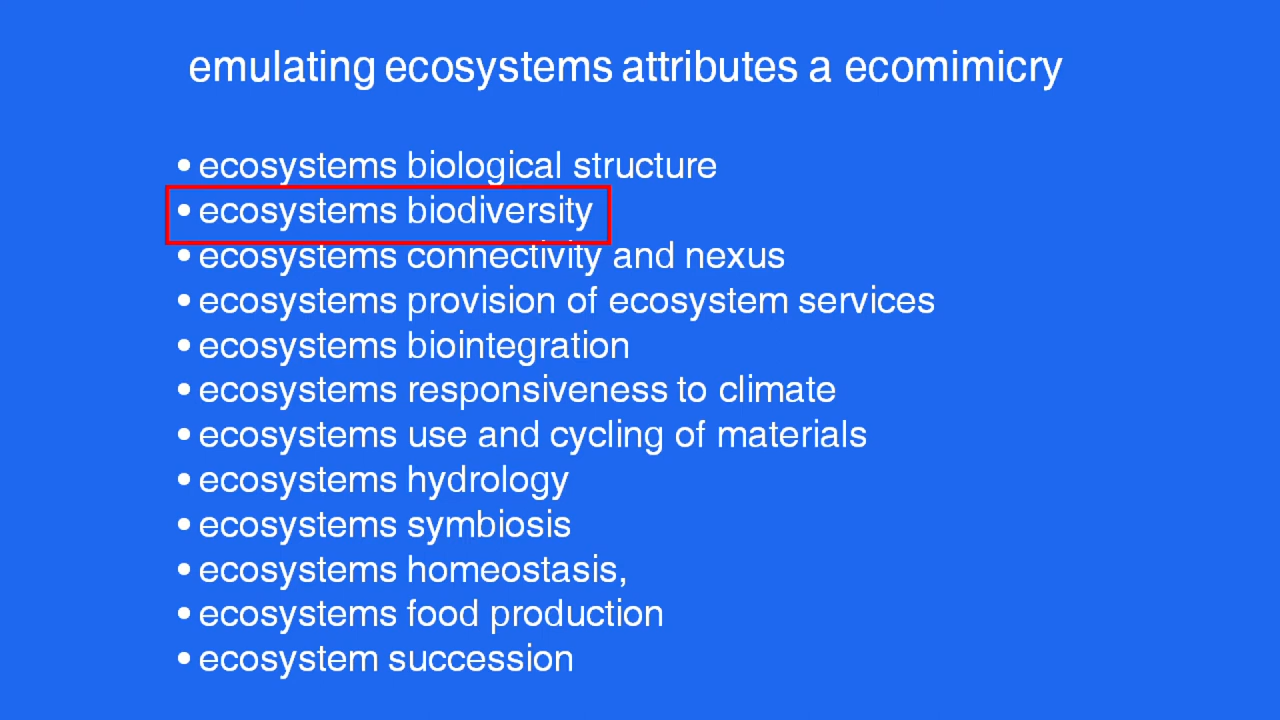 emulating ecosystems attributes a ecomimicry
• ecosystems biological structure
• ecosystems biodiversity
• ecosystems connectivity and nexus
• ecosystems provision of ecosystem services
• ecosystems biointegration
• ecosystems responsiveness to climate
• ecosystems use and cycling of materials
• ecosystems hydrology
• ecosystems symbiosis
• ecosystems homeostasis,
• ecosystems food production
• ecosystem succession